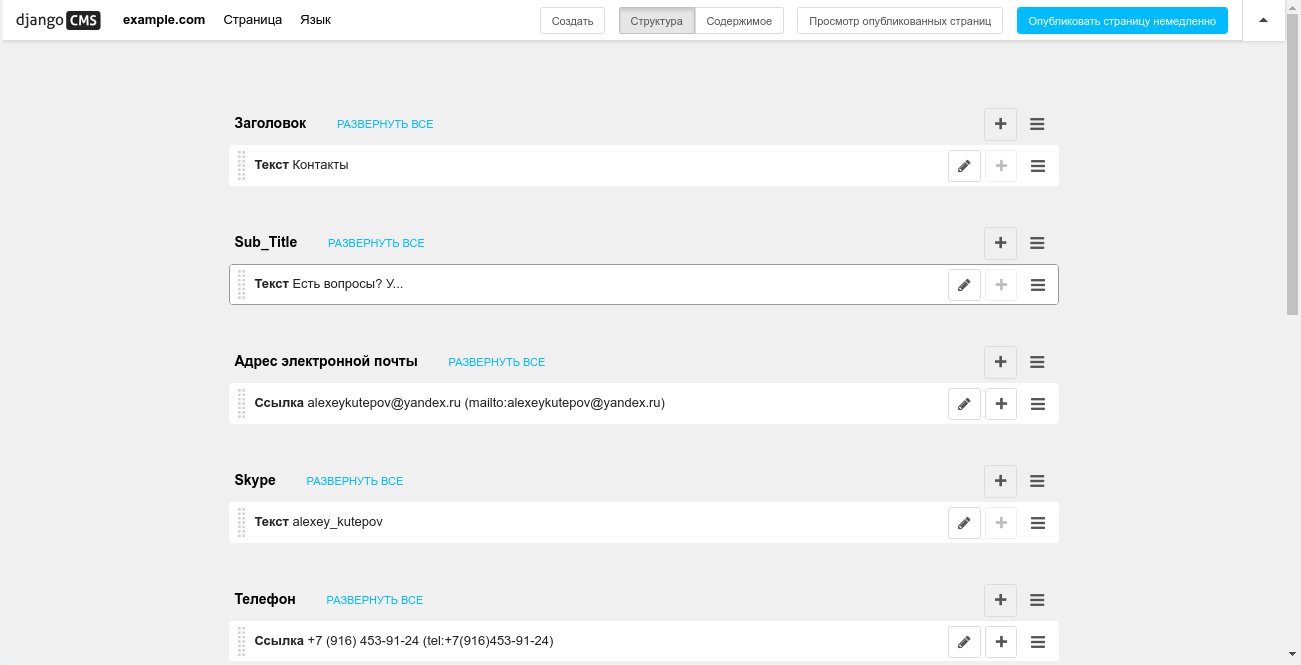 django CMS example.com Страница Язык Создать Структура Содержимое Просмотр опубликованных страниц Опубликовать страницу немедленно
Заголовок РАЗВЕРНУТЬ ВСЕ
Текст Контакты
Sub_Title РАЗВЕРНУТЬ ВСЕ
Текст Есть вопросы? У...
Адрес электронной почты РАЗВЕРНУТЬ ВСЕ
Ссылка alexeykutepov@yandex.ru (mailto:alexeykutepov@yandex.ru)
Skype РАЗВЕРНУТЬ ВСЕ
Текст alexey_kutepov
Телефон РАЗВЕРНУТЬ ВСЕ
Ссылка +7 (916) 453-91-24 (tel:+7(916)453-91-24)